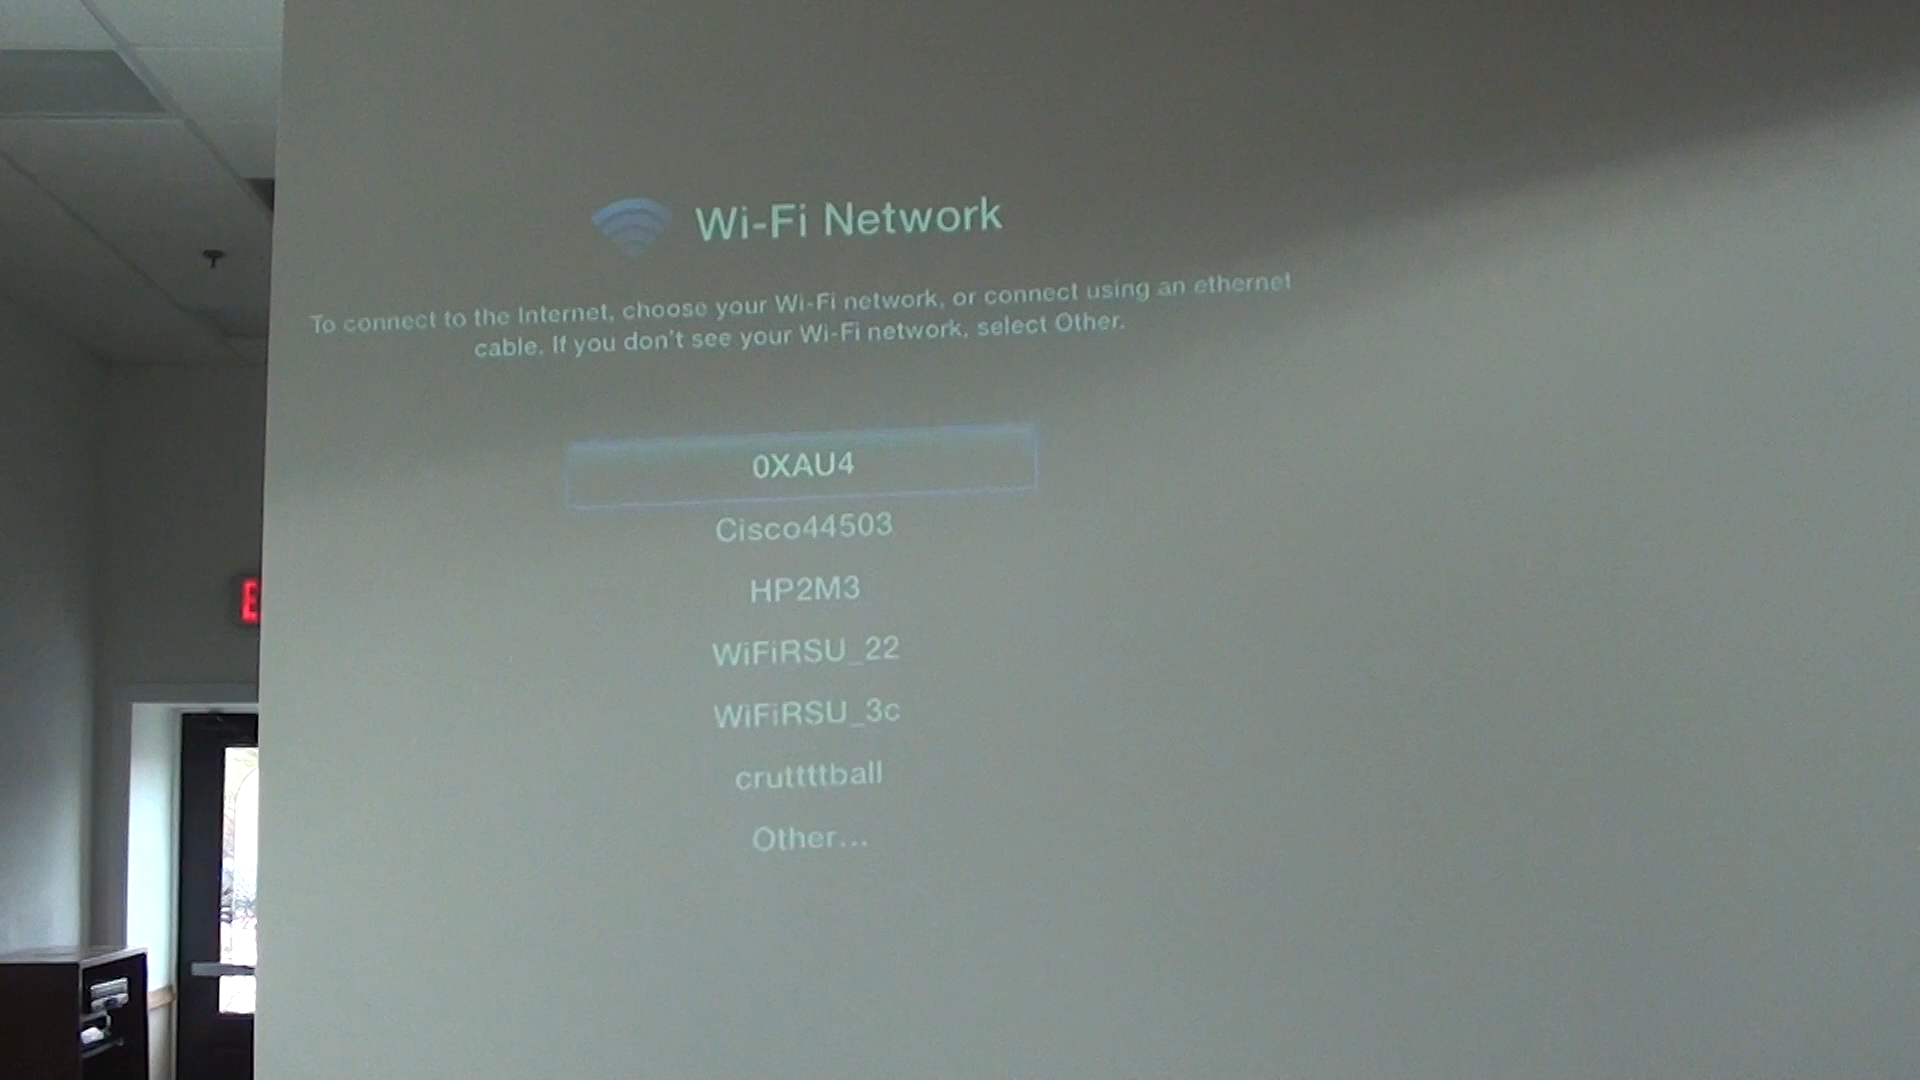 Wi-Fi Network
To connect to the Internet, choose your Wi-Fi network, or connect using an ethernet
cable. If you don't see your Wi-Fi network, select Other.
0XAU4
Cisco44503
HP2M3
WiFiRSU_22
WiFiRSU_3c
cruttttball
Other...
E